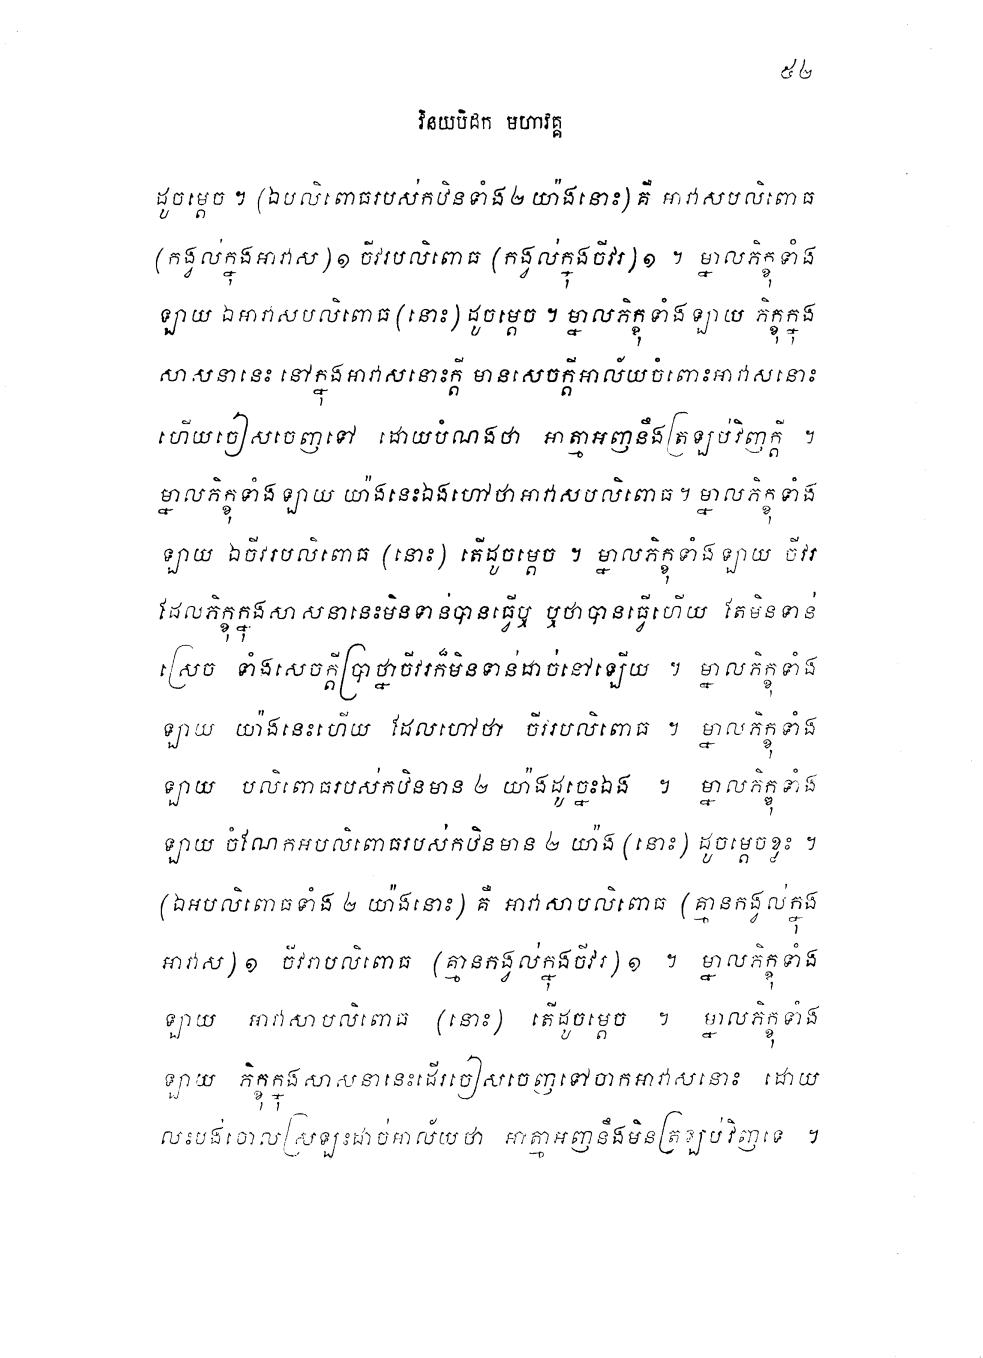 ៥២
វិនយបិដក មហាវគ្គ
ដូចម្ដេច ។ (ឯបលិពោធរបស់កឋិនទាំង២ យ៉ាងនោះ) គឺ អាវាសបលិពោធ
(កង្វល់ក្នុងអាវាស) ១ ចីវរបលិពោធ (កង្វល់ក្នុងចីវរ) ១ ។ ម្នាលភិក្ខុទាំង
ឡាយ ឯអាវាសបលិពោធ (នោះ) ដូចម្ដេច ។ ម្នាលភិក្ខុទាំងឡាយ ភិក្ខុក្នុង
សាសនានេះ នៅក្នុងអាវាសនោះក្ដី មានសេចក្ដីអាល័យចំពោះអាវាសនោះ
ហើយចៀសចេញទៅ ដោយបំណងថា អាត្មាអញនឹងត្រឡប់វិញក្ដី ។
ម្នាលភិក្ខុទាំងឡាយ យ៉ាងនេះឯងហៅថាអាវាសបលិពោធ ។ ម្នាលភិក្ខុទាំង
ឡាយ ឯចីវរបលិពោធ (នោះ) តើដូចម្ដេច ។ ម្នាលភិក្ខុទាំងឡាយ ចីវរ
ដែលភិក្ខុក្នុងសាសនានេះមិនទាន់បានធ្វើឬ ឬថាបានធ្វើហើយ តែមិនទាន់
ស្រេច ទាំងសេចក្ដីប្រាថ្នាចីវរក៏មិនទាន់ដាច់នៅឡើយ ។ ម្នាលភិក្ខុទាំង
ឡាយ យ៉ាងនេះហើយ ដែលហៅថា ចីវរបលិពោធ ។ ម្នាលភិក្ខុទាំង
ឡាយ បលិពោធរបស់កឋិនមាន ២ យ៉ាងដូច្នេះឯង ។ ម្នាលភិក្ខុទាំង
ឡាយ ចំណែកអបលិពោធរបស់កឋិនមាន ២ យ៉ាង (នោះ) ដូចម្ដេចខ្លះ ។
(ឯអបលិពោធទាំង ២ យ៉ាងនោះ) គឺ អាវាសាបលិពោធ (គ្មានកង្វល់ក្នុង
អាវាស) ១ ចីវរាបលិពោធ (គ្មានកង្វល់ក្នុងចីវរ) ១ ។ ម្នាលភិក្ខុទាំង
ឡាយ អាវាសាបលិពោធ (នោះ) តើដូចម្ដេច ។ ម្នាលភិក្ខុទាំង
ឡាយ ភិក្ខុក្នុងសាសនានេះដើរចៀសចេញទៅចាកអាវាសនោះ ដោយ
លះបង់ចោលស្រឡះដាច់អាល័យថា អាត្មាអញនឹងមិនត្រឡប់វិញទេ ។